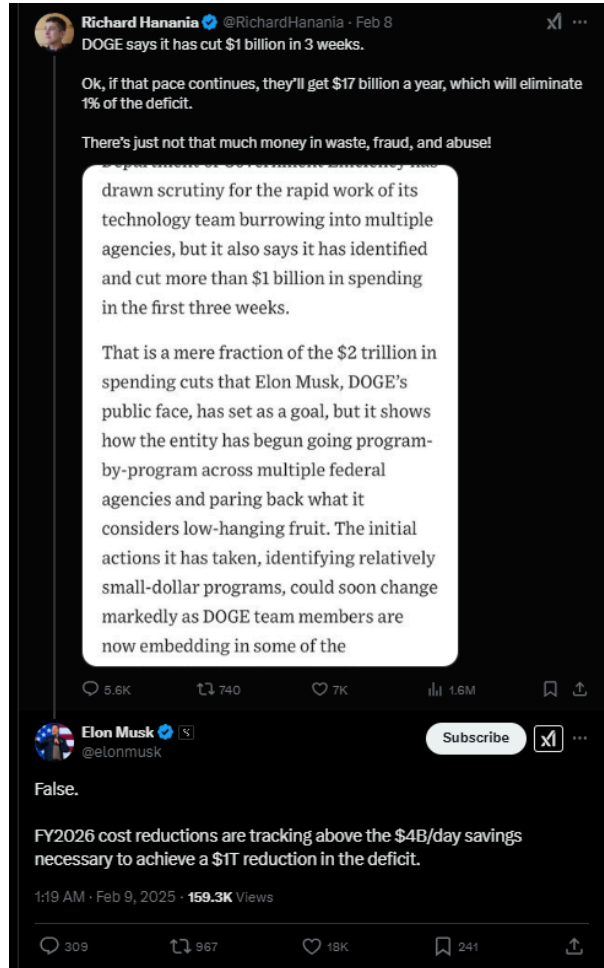 Richard Hanania @RichardHanania · Feb 8
DOGE says it has cut $1 billion in 3 weeks.
Ok, if that pace continues, they'll get $17 billion a year, which will eliminate
1% of the deficit.
There's just not that much money in waste, fraud, and abuse!
Department of Government Efficiency has
drawn scrutiny for the rapid work of its
technology team burrowing into multiple
agencies, but it also says it has identified
and cut more than $1 billion in spending
in the first three weeks.
That is a mere fraction of the $2 trillion in
spending cuts that Elon Musk, DOGE's
public face, has set as a goal, but it shows
how the entity has begun going program-
by-program across multiple federal
agencies and paring back what it
considers low-hanging fruit. The initial
actions it has taken, identifying relatively
small-dollar programs, could soon change
markedly as DOGE team members are
now embedding in some of the
5.6K 740 7K 1.6M
Elon Musk
@elonmusk
Subscribe
False.
FY2026 cost reductions are tracking above the $4B/day savings
necessary to achieve a $1T reduction in the deficit.
1:19 AM · Feb 9, 2025 · 159.3K Views
309 967 18K 241